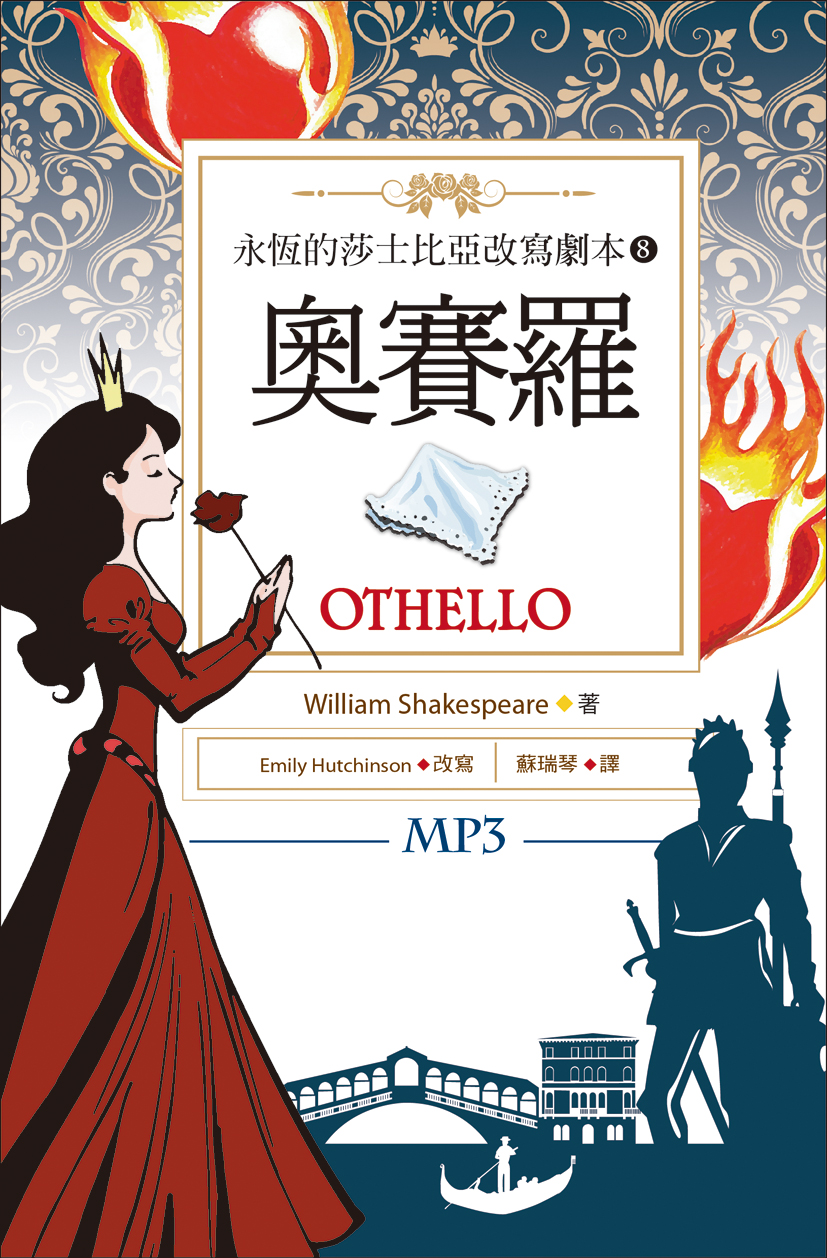 永恆的莎士比亞改寫劇本❽
奧賽羅
OTHELLO
William Shakespeare ◆ 著
Emily Hutchinson ◆ 改寫 | 蘇瑞琴 ◆ 譯
MP3